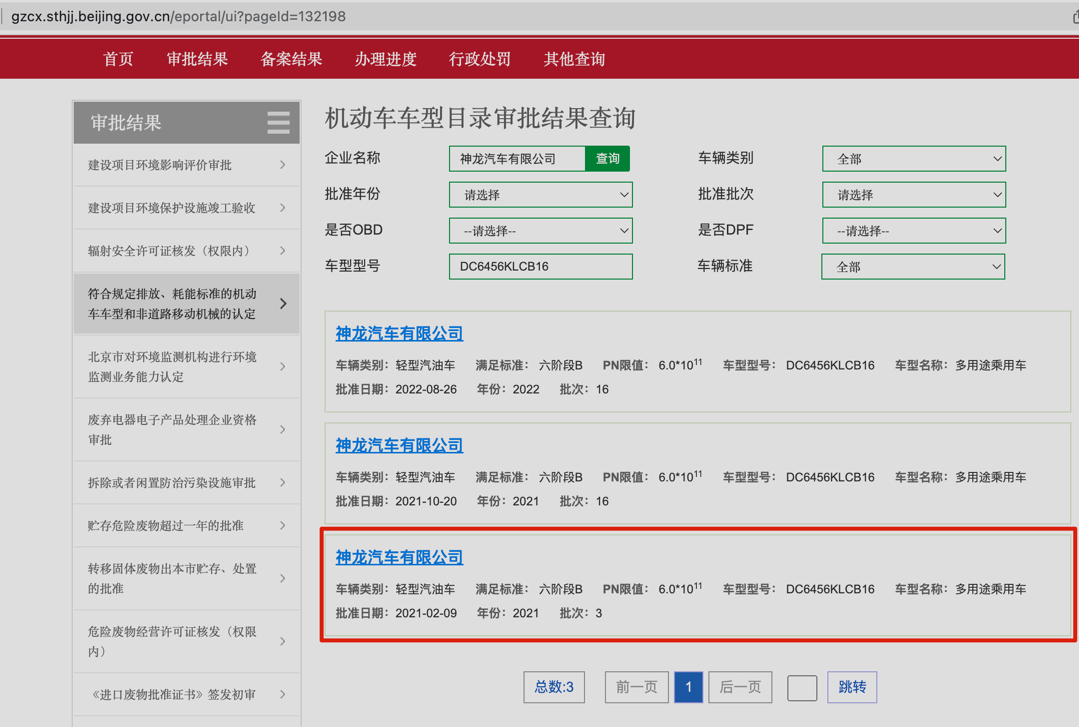 gzcx.sthjj.beijing.gov.cn/eportal/ui?pageId=132198
首页 审批结果 备案结果 办理进度 行政处罚 其他查询
审批结果
建设项目环境影响评价审批
建设项目环境保护设施竣工验收
辐射安全许可证核发（权限内）
符合规定排放、耗能标准的机动
车车型和非道路移动机械的认定
北京市对环境监测机构进行环境
监测业务能力认定
废弃电器电子产品处理企业资格
审批
拆除或者闲置防治污染设施审批
贮存危险废物超过一年的批准
转移固体废物出本市贮存、处置
的批准
危险废物经营许可证核发（权限
内）
《进口废物批准证书》签发初审
机动车车型目录审批结果查询
企业名称 神龙汽车有限公司 查询 车辆类别 全部
批准年份 请选择 批准批次 请选择
是否OBD --请选择-- 是否DPF --请选择--
车型型号 DC6456KLCB16 车辆标准 全部
神龙汽车有限公司
车辆类别：轻型汽油车 满足标准：六阶段B PN限值：6.0*10¹¹ 车型型号：DC6456KLCB16 车型名称：多用途乘用车
批准日期：2022-08-26 年份：2022 批次：16
神龙汽车有限公司
车辆类别：轻型汽油车 满足标准：六阶段B PN限值：6.0*10¹¹ 车型型号：DC6456KLCB16 车型名称：多用途乘用车
批准日期：2021-10-20 年份：2021 批次：16
神龙汽车有限公司
车辆类别：轻型汽油车 满足标准：六阶段B PN限值：6.0*10¹¹ 车型型号：DC6456KLCB16 车型名称：多用途乘用车
批准日期：2021-02-09 年份：2021 批次：3
总数:3 前一页 1 后一页 跳转